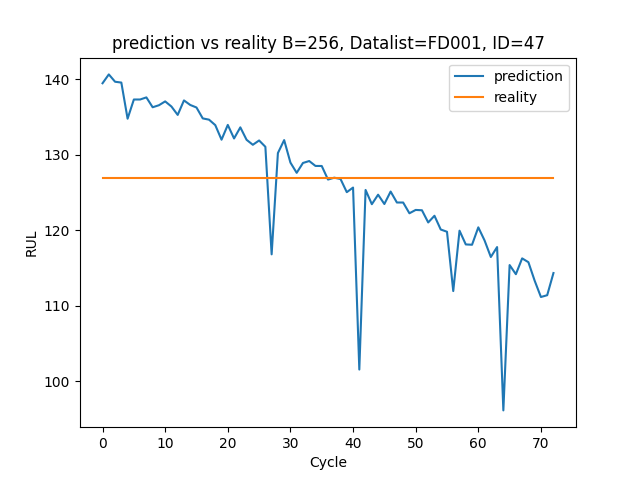 prediction vs reality B=256, Datalist=FD001, ID=47
prediction
reality
140
130
120
110
100
RUL
0 10 20 30 40 50 60 70
Cycle